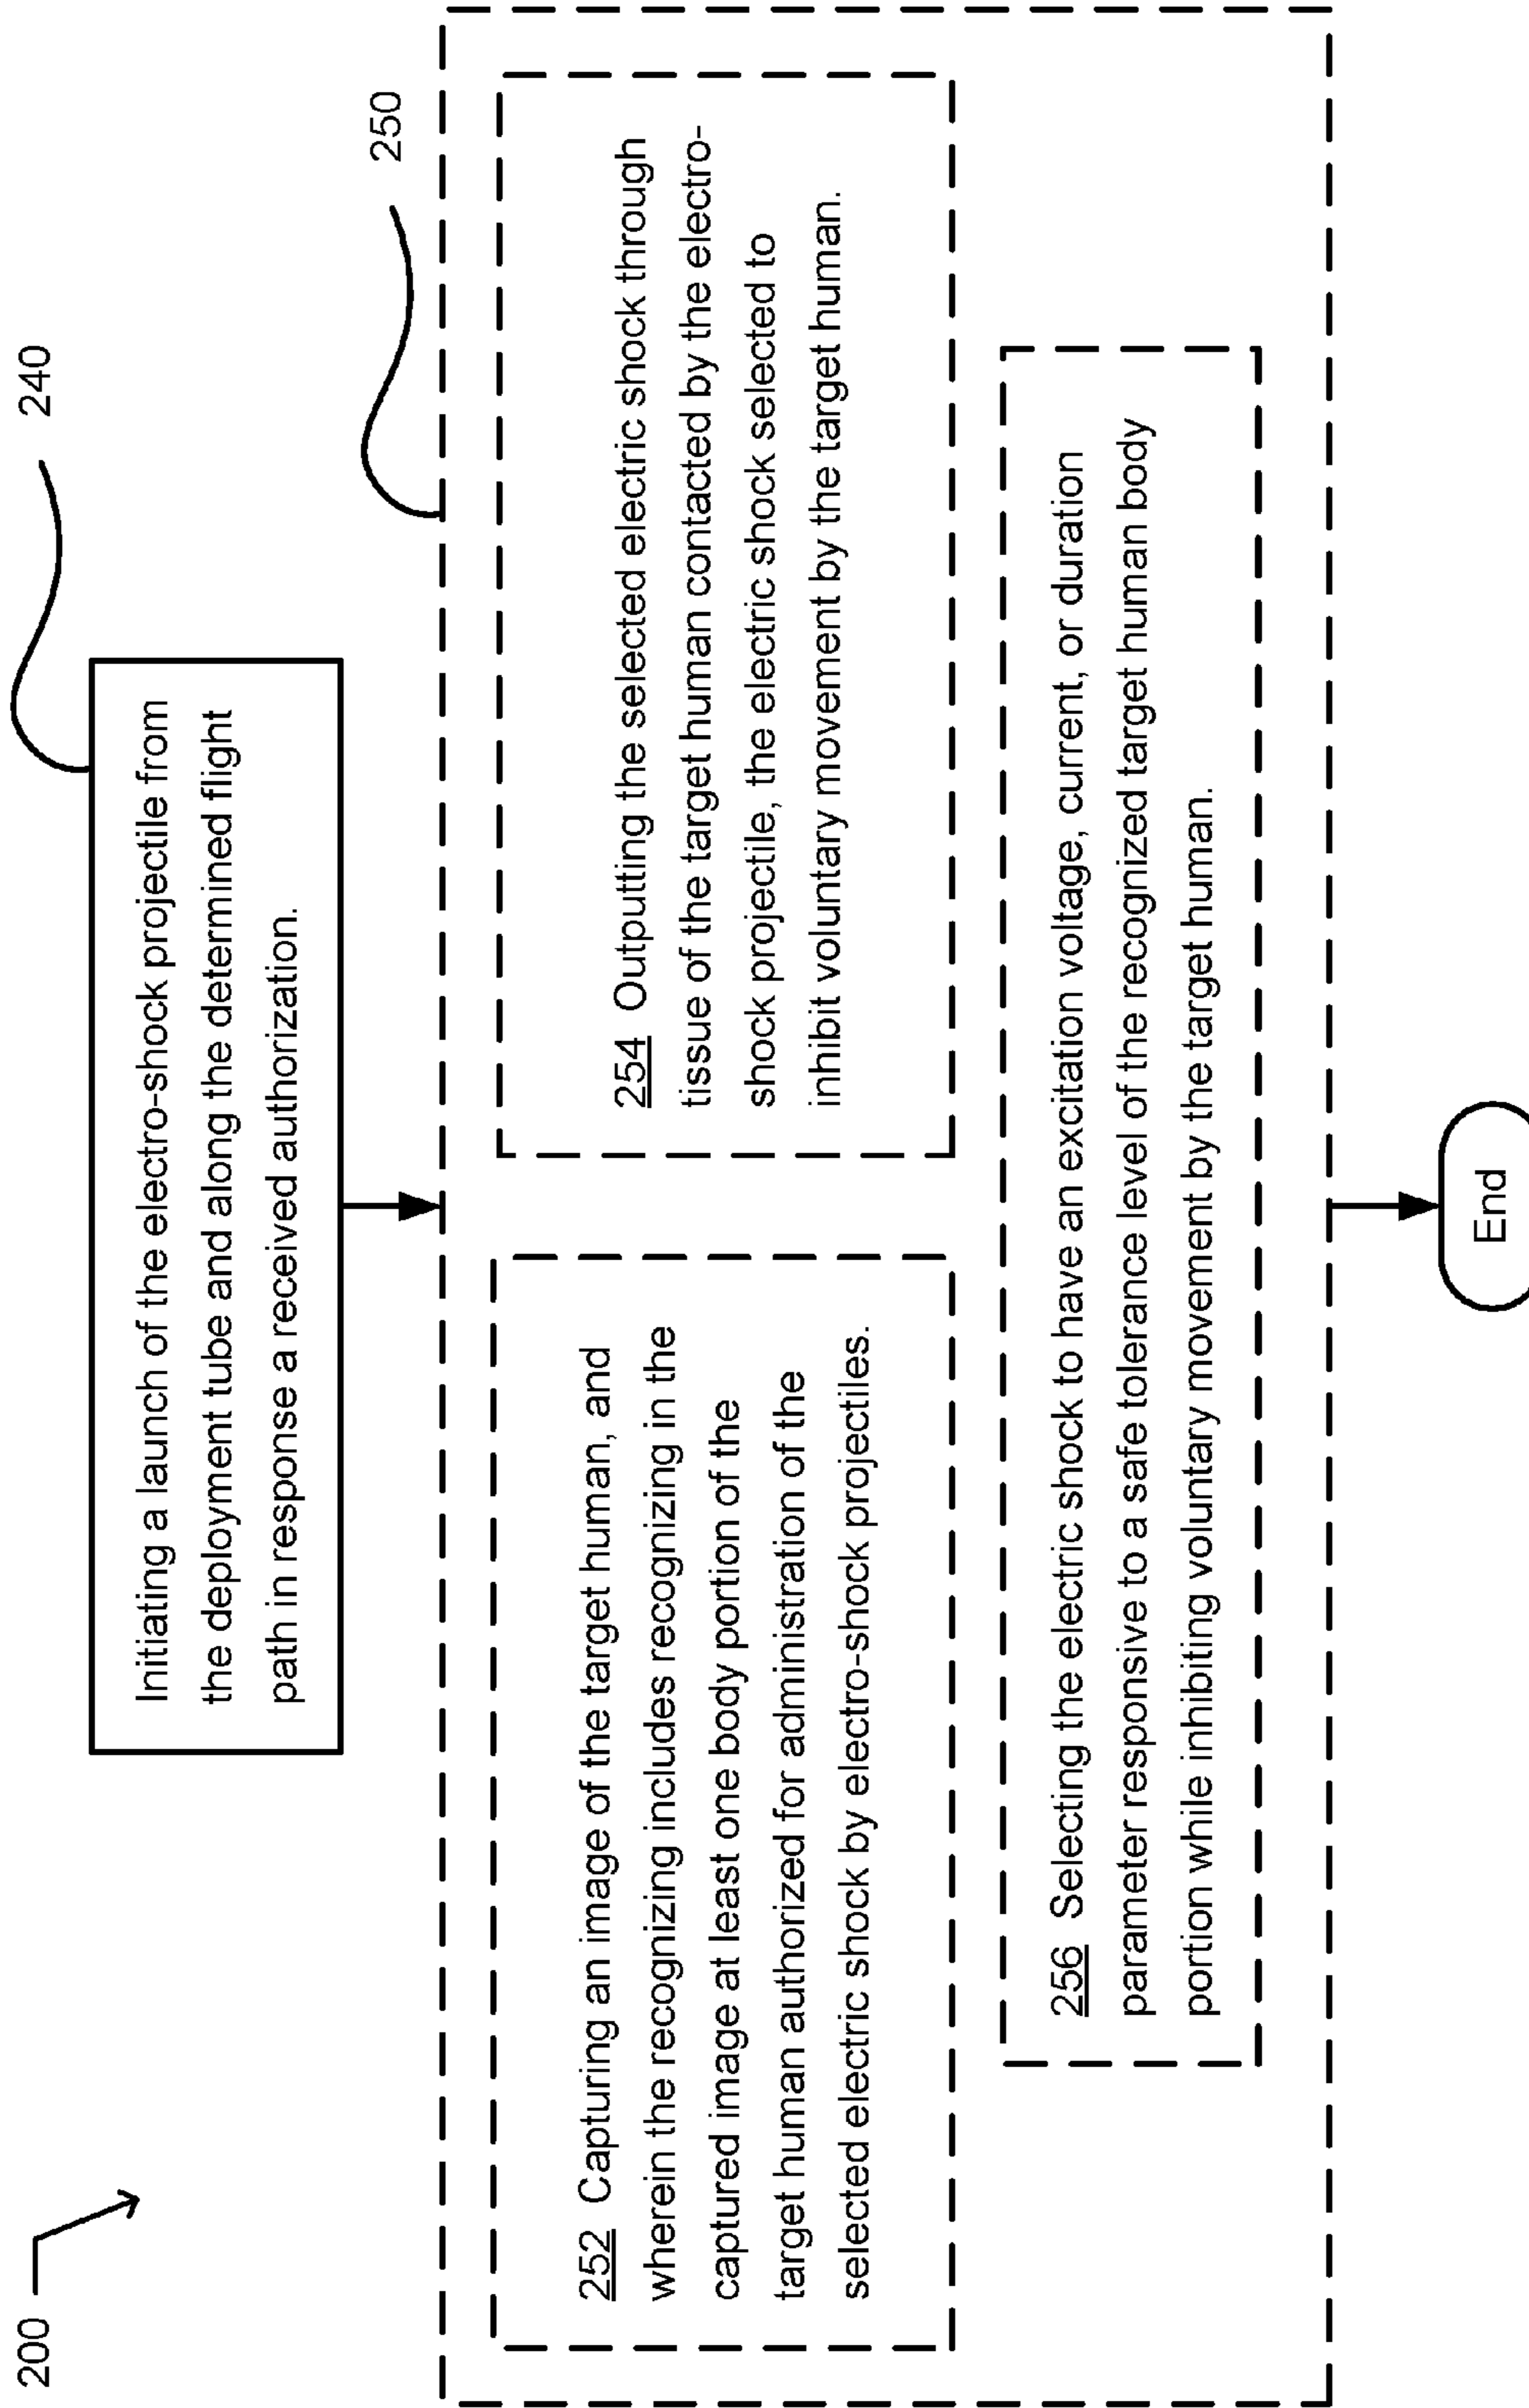 200
240
Initiating a launch of the electro-shock projectile from
the deployment tube and along the determined flight
path in response a received authorization.
250
252 Capturing an image of the target human, and
wherein the recognizing includes recognizing in the
captured image at least one body portion of the
target human authorized for administration of the
selected electric shock by electro-shock projectiles.
254 Outputting the selected electric shock through
tissue of the target human contacted by the electro-
shock projectile, the electric shock selected to
inhibit voluntary movement by the target human.
256 Selecting the electric shock to have an excitation voltage, current, or duration
parameter responsive to a safe tolerance level of the recognized target human body
portion while inhibiting voluntary movement by the target human.
End